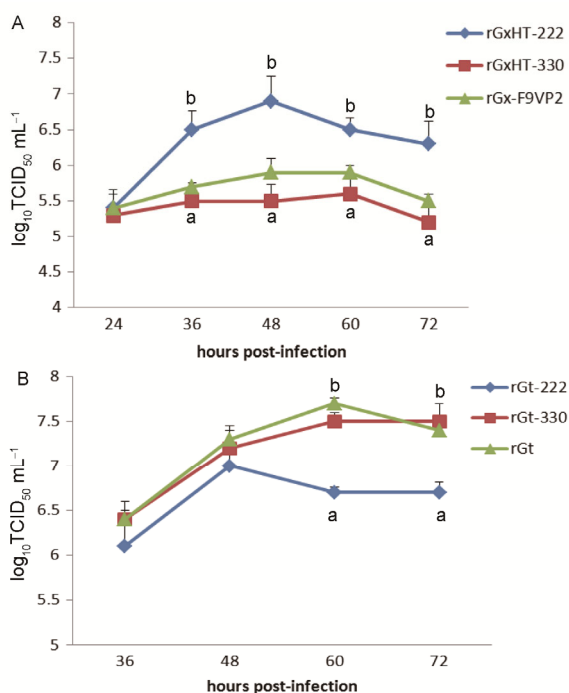 A
8
7.5
7
6.5
6
5.5
5
4.5
4
log₁₀TCID₅₀ mL⁻¹
b
b
b
b
a
a
a
a
24
36
48
60
72
hours post-infection
rGxHT-222
rGxHT-330
rGx-F9VP2
B
8
7.5
7
6.5
6
5.5
5
log₁₀TCID₅₀ mL⁻¹
b
b
a
a
36
48
60
72
hours post-infection
rGt-222
rGt-330
rGt